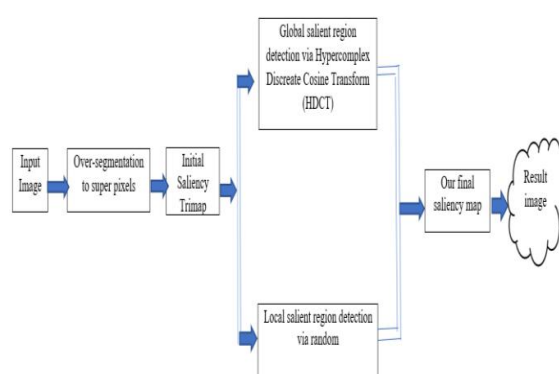 Input
Image
Over-segmentation
to super pixels
Initial
Saliency
Trimap
Global salient region
detection via Hypercomplex
Discreate Cosine Transform
(HDCT)
Local salient region detection
via random
Our final
saliency map
Result
image